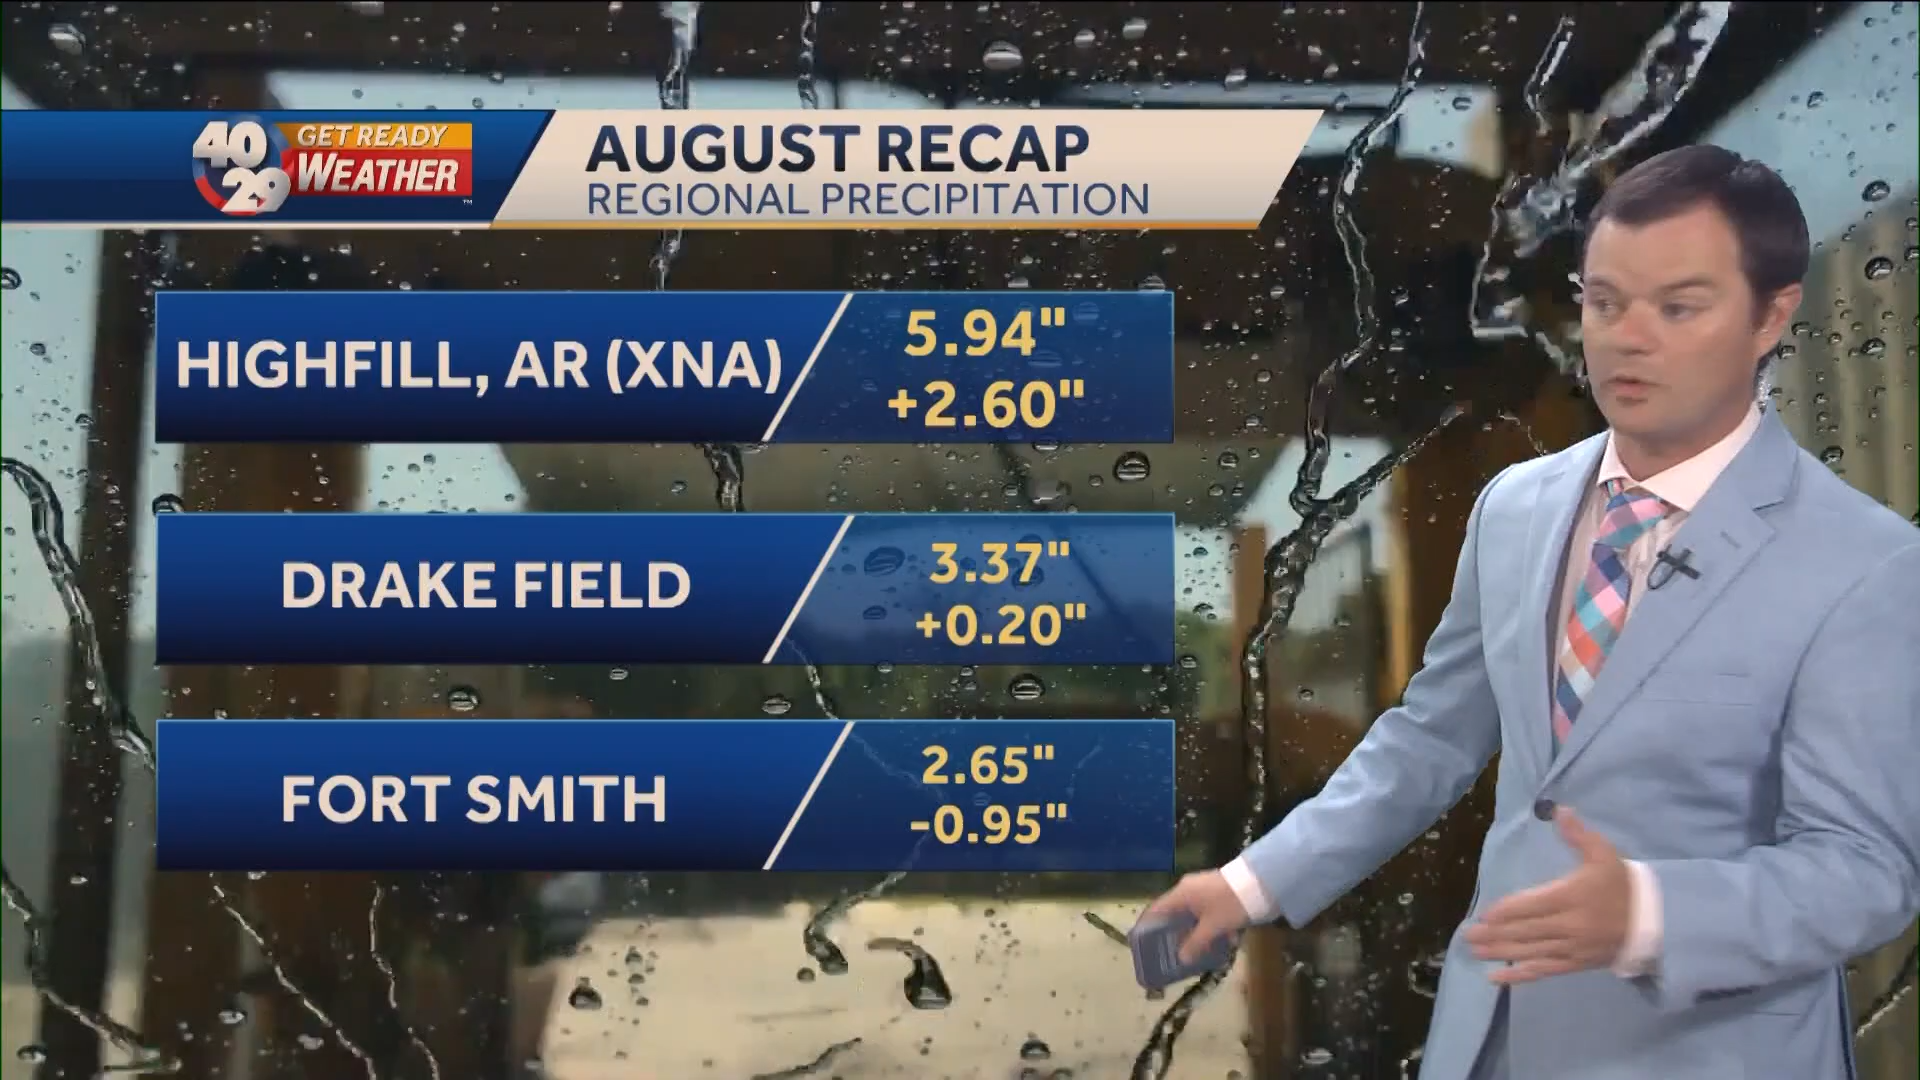 40
29
GET READY
WEATHER
™
AUGUST RECAP
REGIONAL PRECIPITATION
HIGHFILL, AR (XNA)
5.94"
+2.60"
DRAKE FIELD
3.37"
+0.20"
FORT SMITH
2.65"
-0.95"